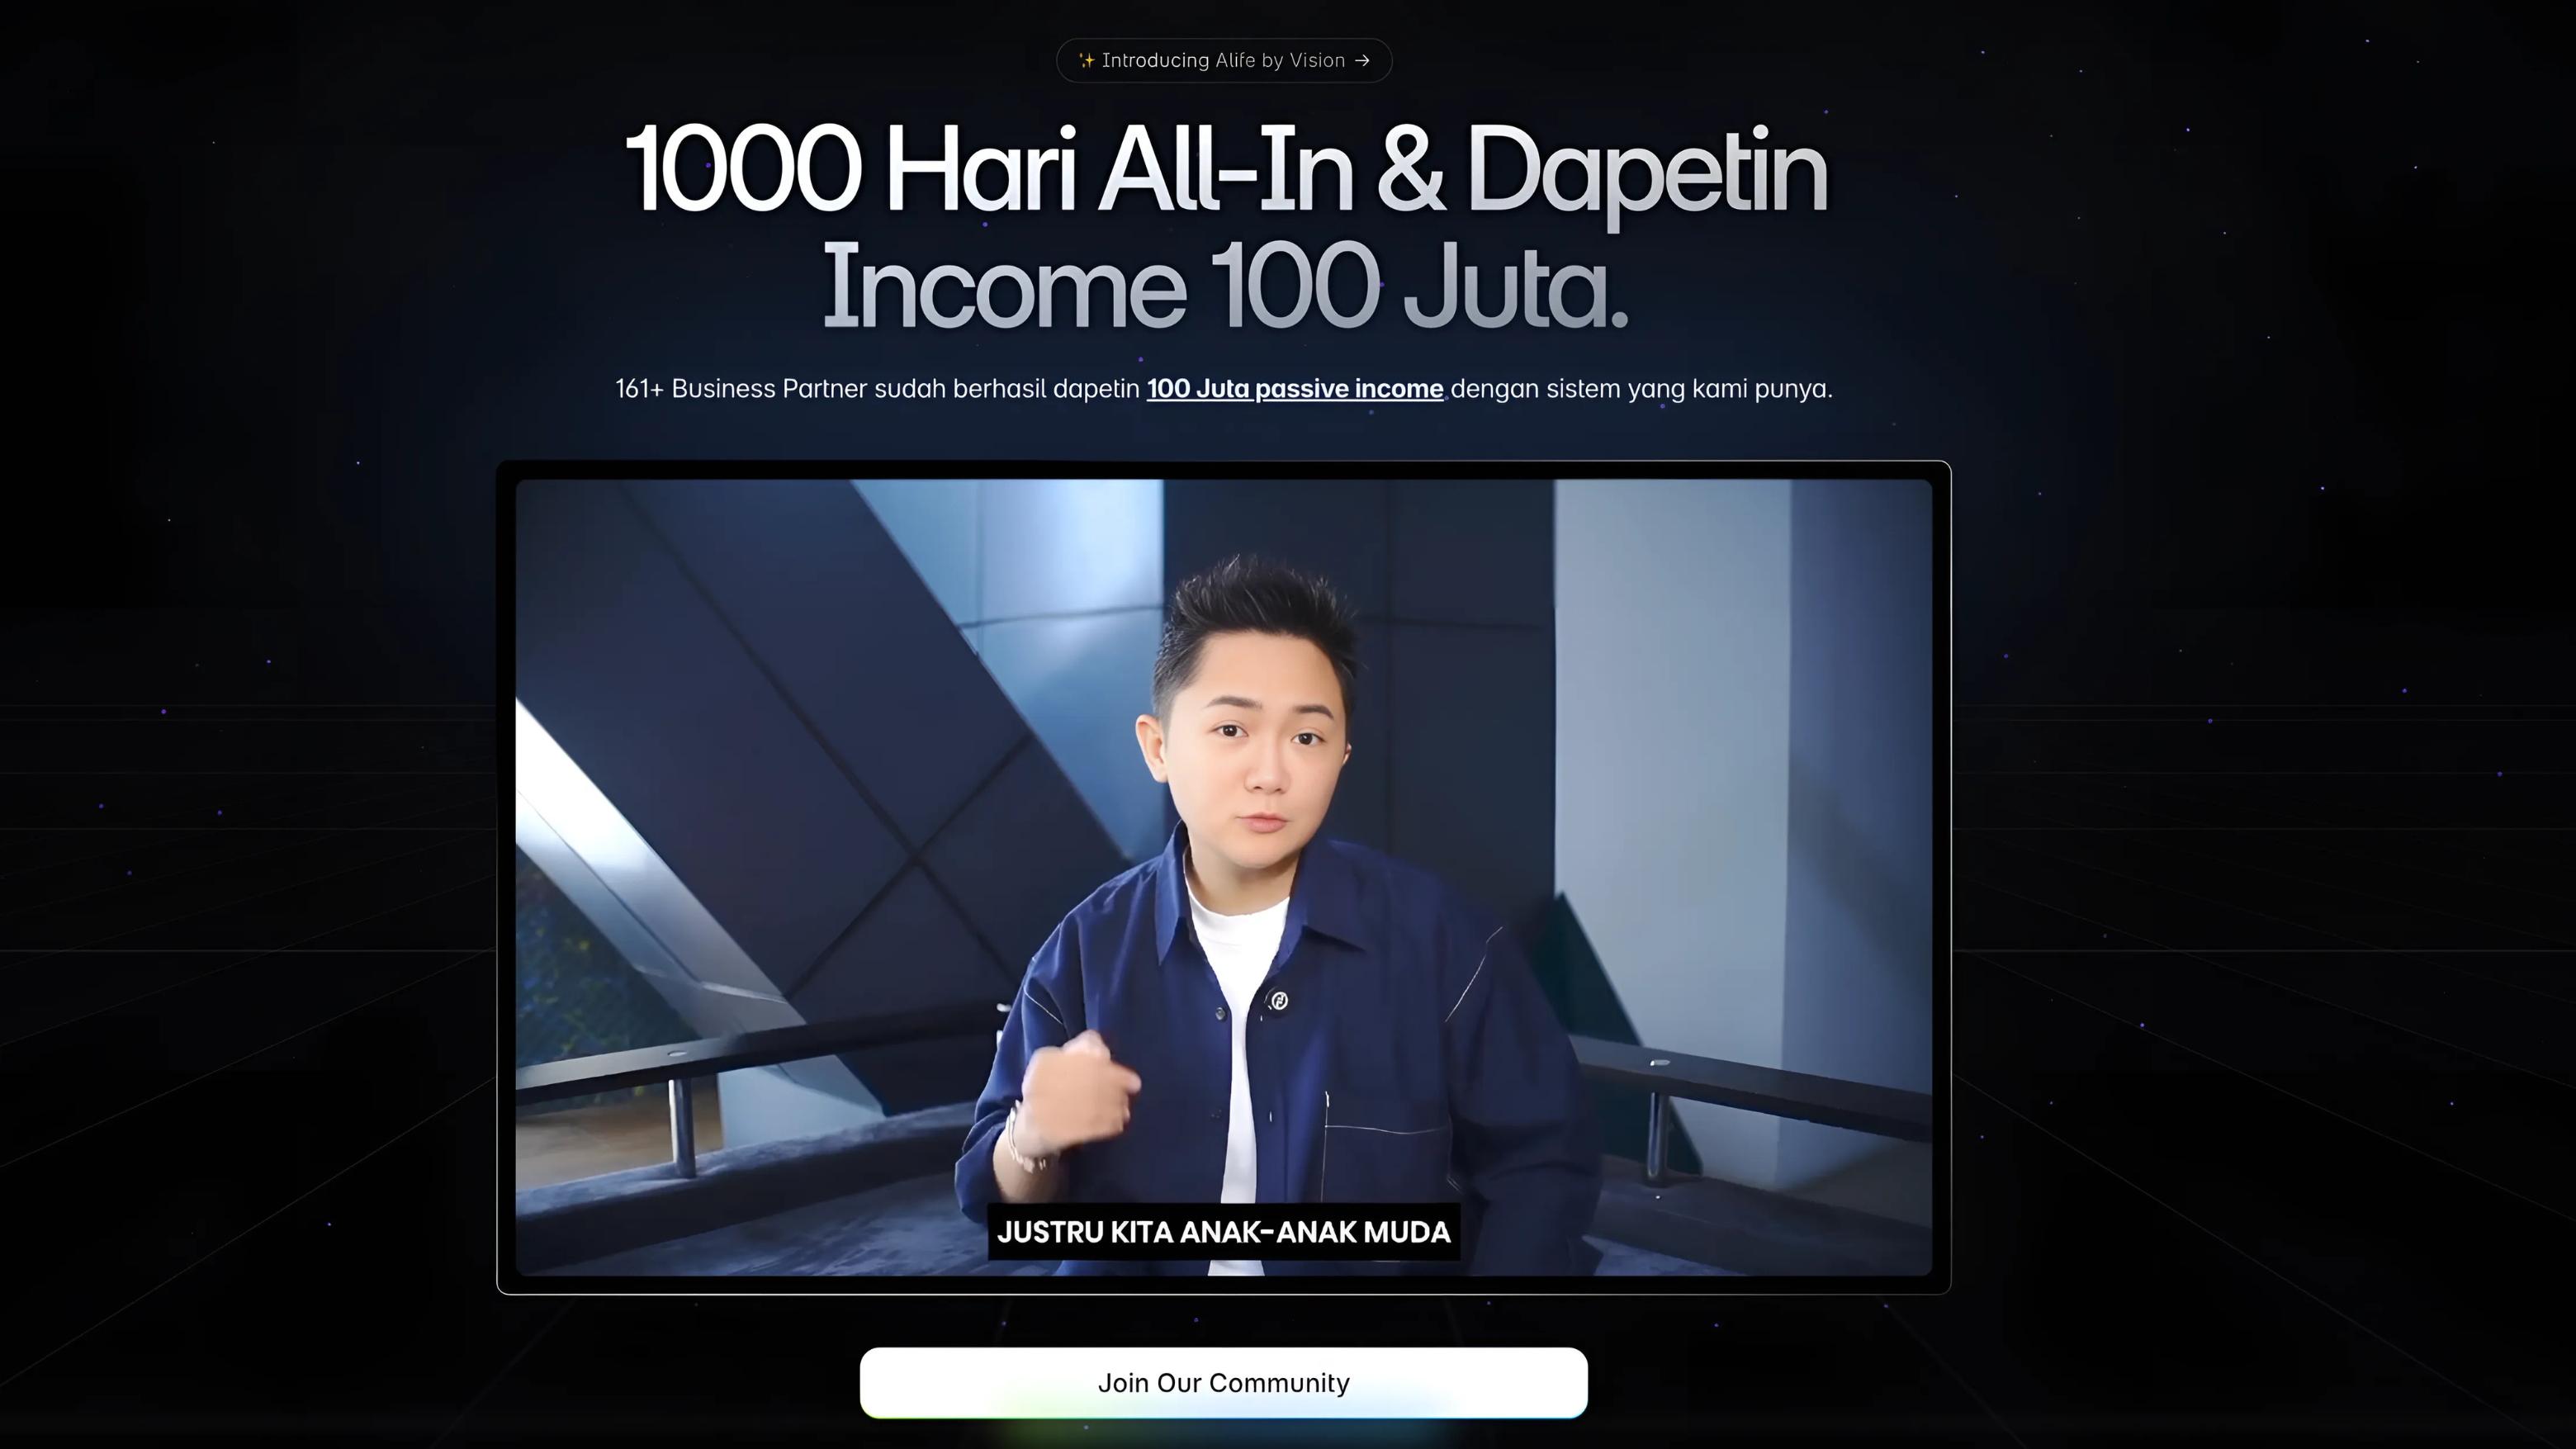 ✨ Introducing Alife by Vision →
1000 Hari All-In & Dapetin
Income 100 Juta.
161+ Business Partner sudah berhasil dapetin 100 Juta passive income dengan sistem yang kami punya.
JUSTRU KITA ANAK-ANAK MUDA
Join Our Community